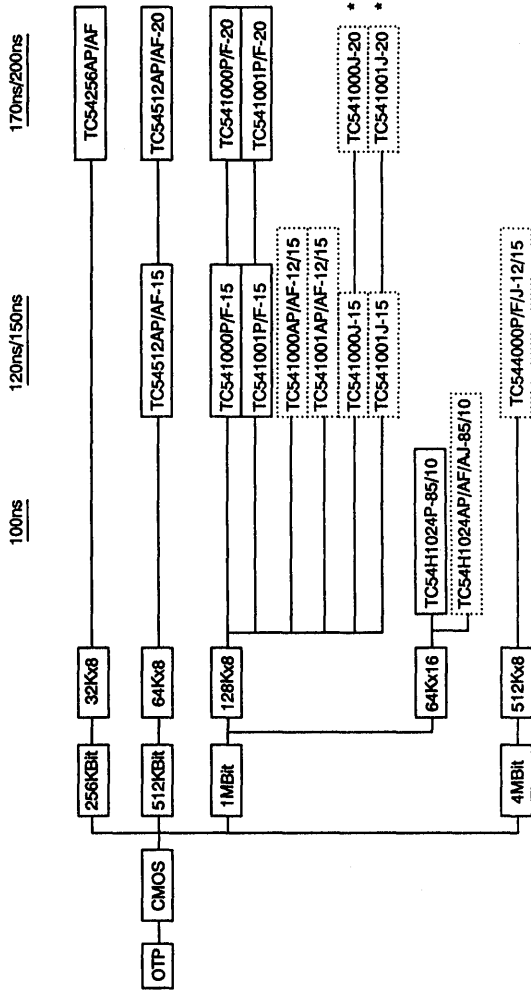 100ns
120ns/150ns
170ns/200ns
OTP
CMOS
256KBit
32Kx8
TC54256AP/AF
512KBit
64Kx8
TC54512AP/AF-15
TC54512AP/AF-20
1MBit
128Kx8
TC541000P/F-15
TC541000P/F-20
TC541001P/F-15
TC541001P/F-20
TC541000AP/AF-12/15
TC541001AP/AF-12/15
TC541000J-15
TC541000J-20 *
TC541001J-15
TC541001J-20 *
64Kx16
TC54H1024P-85/10
TC54H1024AP/AF/AJ-85/10
4MBit
512Kx8
TC544000P/F/J-12/15